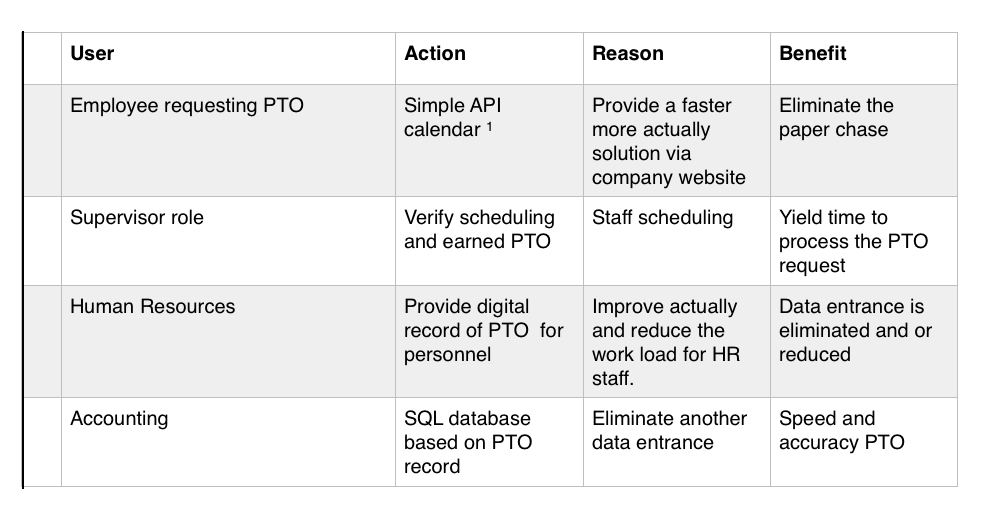 User Action Reason Benefit
Employee requesting PTO
Simple API
calendar ¹
Provide a faster
more actually
solution via
company website
Eliminate the
paper chase
Supervisor role
Verify scheduling
and earned PTO
Staff scheduling
Yield time to
process the PTO
request
Human Resources
Provide digital
record of PTO  for
personnel
Improve actually
and reduce the
work load for HR
staff.
Data entrance is
eliminated and or
reduced
Accounting
SQL database
based on PTO
record
Eliminate another
data entrance
Speed and
accuracy PTO